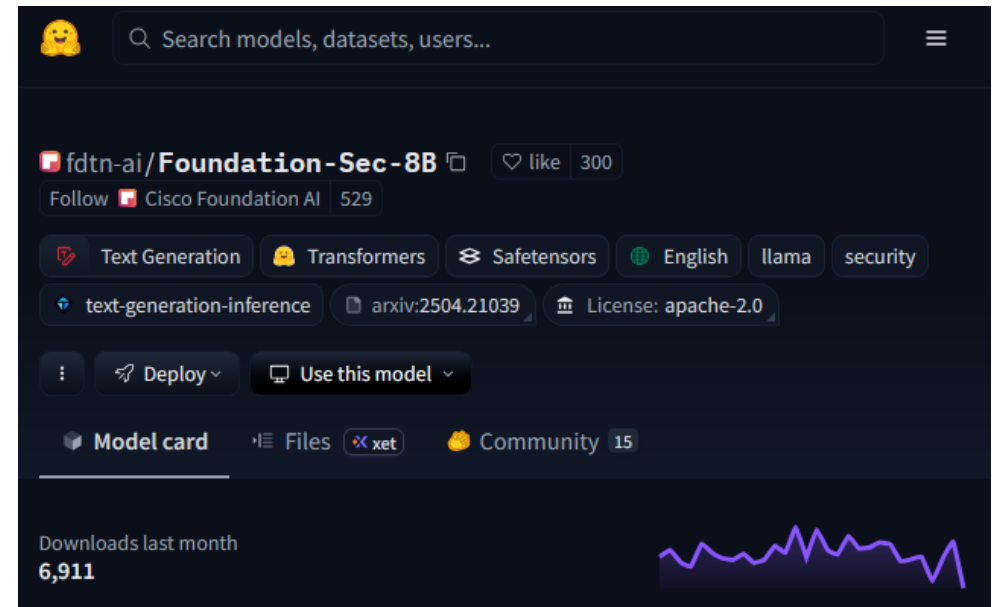 Search models, datasets, users...
fdtn-ai/Foundation-Sec-8B like 300
Follow Cisco Foundation AI 529
Text Generation Transformers Safetensors English llama security
text-generation-inference arxiv:2504.21039 License: apache-2.0
Deploy Use this model
Model card Files xet Community 15
Downloads last month
6,911